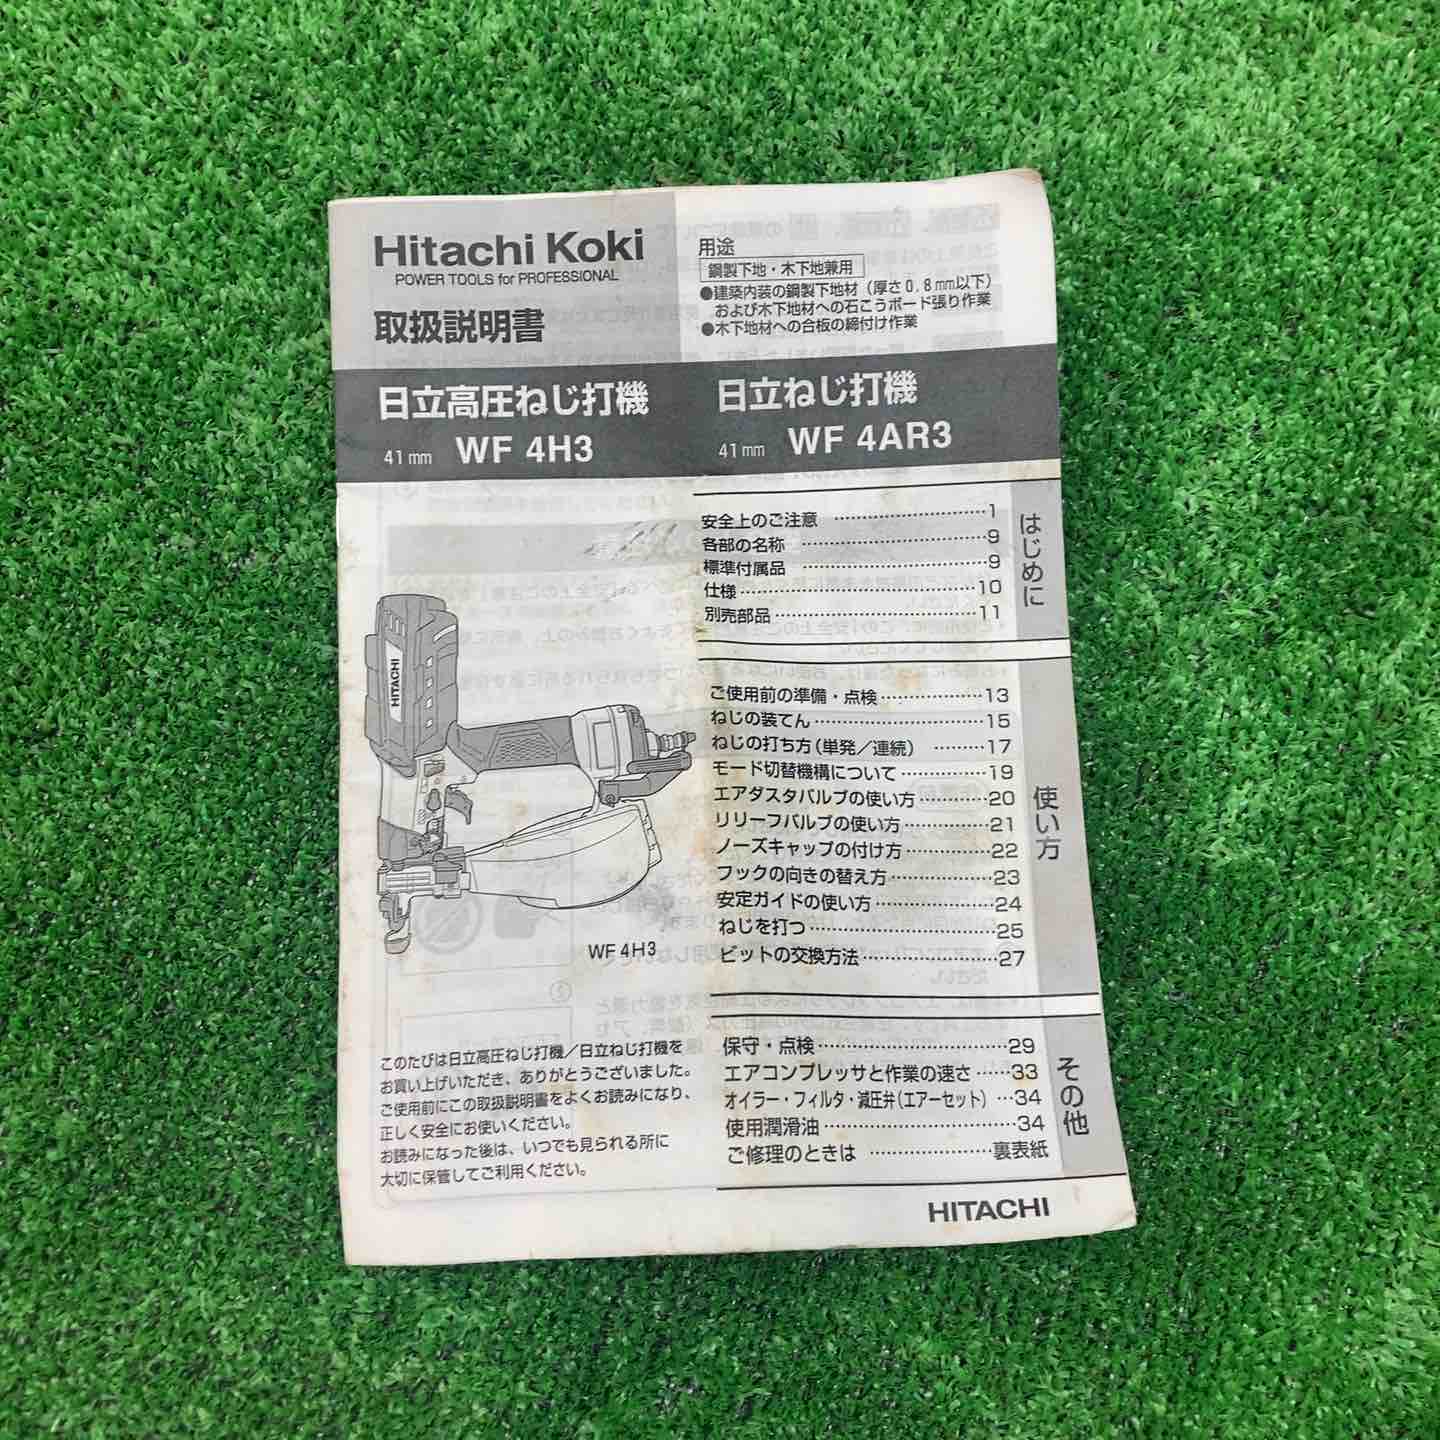 Hitachi Koki
POWER TOOLS for PROFESSIONAL
取扱説明書
用途
鋼製下地・木下地兼用
●建築内装の鋼製下地材（厚さ0.8mm以下）
および木下地材への石こうボード張り作業
●木下地材への合板の締付け作業
日立高圧ねじ打機
41mm WF 4H3
日立ねじ打機
41mm WF 4AR3
はじめに
安全上のご注意 ……………………1
各部の名称 ……………………9
標準付属品 ……………………9
仕様……………………10
別売部品……………………11
使い方
ご使用前の準備・点検……………13
ねじの装てん……………………15
ねじの打ち方（単発／連続） ………17
モード切替機構について……………19
エアダスタバルブの使い方…………20
リリーフバルブの使い方……………21
ノーズキャップの付け方……………22
フックの向きの替え方………………23
安定ガイドの使い方…………………24
ねじを打つ……………………25
ビットの交換方法……………………27
その他
保守・点検……………………29
エアコンプレッサと作業の速さ……33
オイラー・フィルタ・減圧弁（エアーセット） …34
使用潤滑油……………………34
ご修理のときは …………………裏表紙
HITACHI
WF 4H3
このたびは日立高圧ねじ打機／日立ねじ打機を
お買い上げいただき、ありがとうございました。
ご使用前にこの取扱説明書をよくお読みになり、
正しく安全にお使いください。
お読みになった後は、いつでも見られる所に
大切に保管してご利用ください。
HITACHI